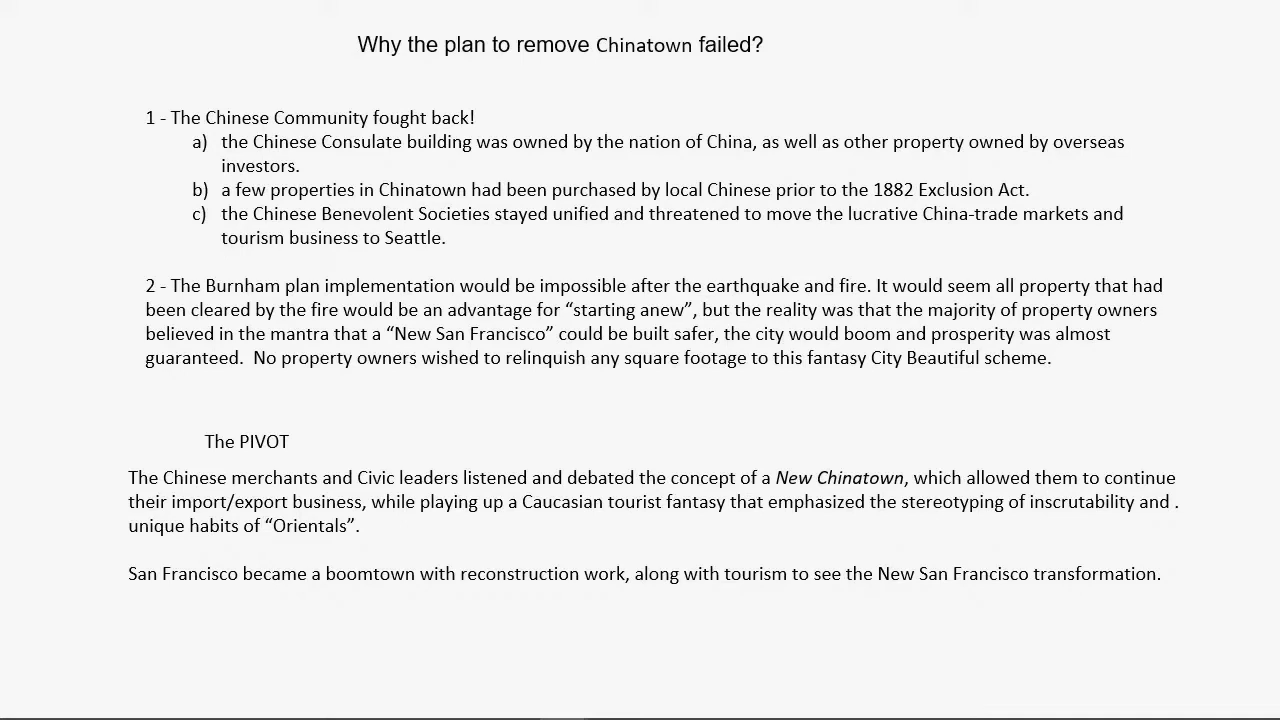 Why the plan to remove Chinatown failed?
1 - The Chinese Community fought back!
a) the Chinese Consulate building was owned by the nation of China, as well as other property owned by overseas
investors.
b) a few properties in Chinatown had been purchased by local Chinese prior to the 1882 Exclusion Act.
c) the Chinese Benevolent Societies stayed unified and threatened to move the lucrative China-trade markets and
tourism business to Seattle.
2 - The Burnham plan implementation would be impossible after the earthquake and fire. It would seem all property that had
been cleared by the fire would be an advantage for “starting anew”, but the reality was that the majority of property owners
believed in the mantra that a “New San Francisco” could be built safer, the city would boom and prosperity was almost
guaranteed.  No property owners wished to relinquish any square footage to this fantasy City Beautiful scheme.
The PIVOT
The Chinese merchants and Civic leaders listened and debated the concept of a New Chinatown, which allowed them to continue
their import/export business, while playing up a Caucasian tourist fantasy that emphasized the stereotyping of inscrutability and .
unique habits of “Orientals”.
San Francisco became a boomtown with reconstruction work, along with tourism to see the New San Francisco transformation.